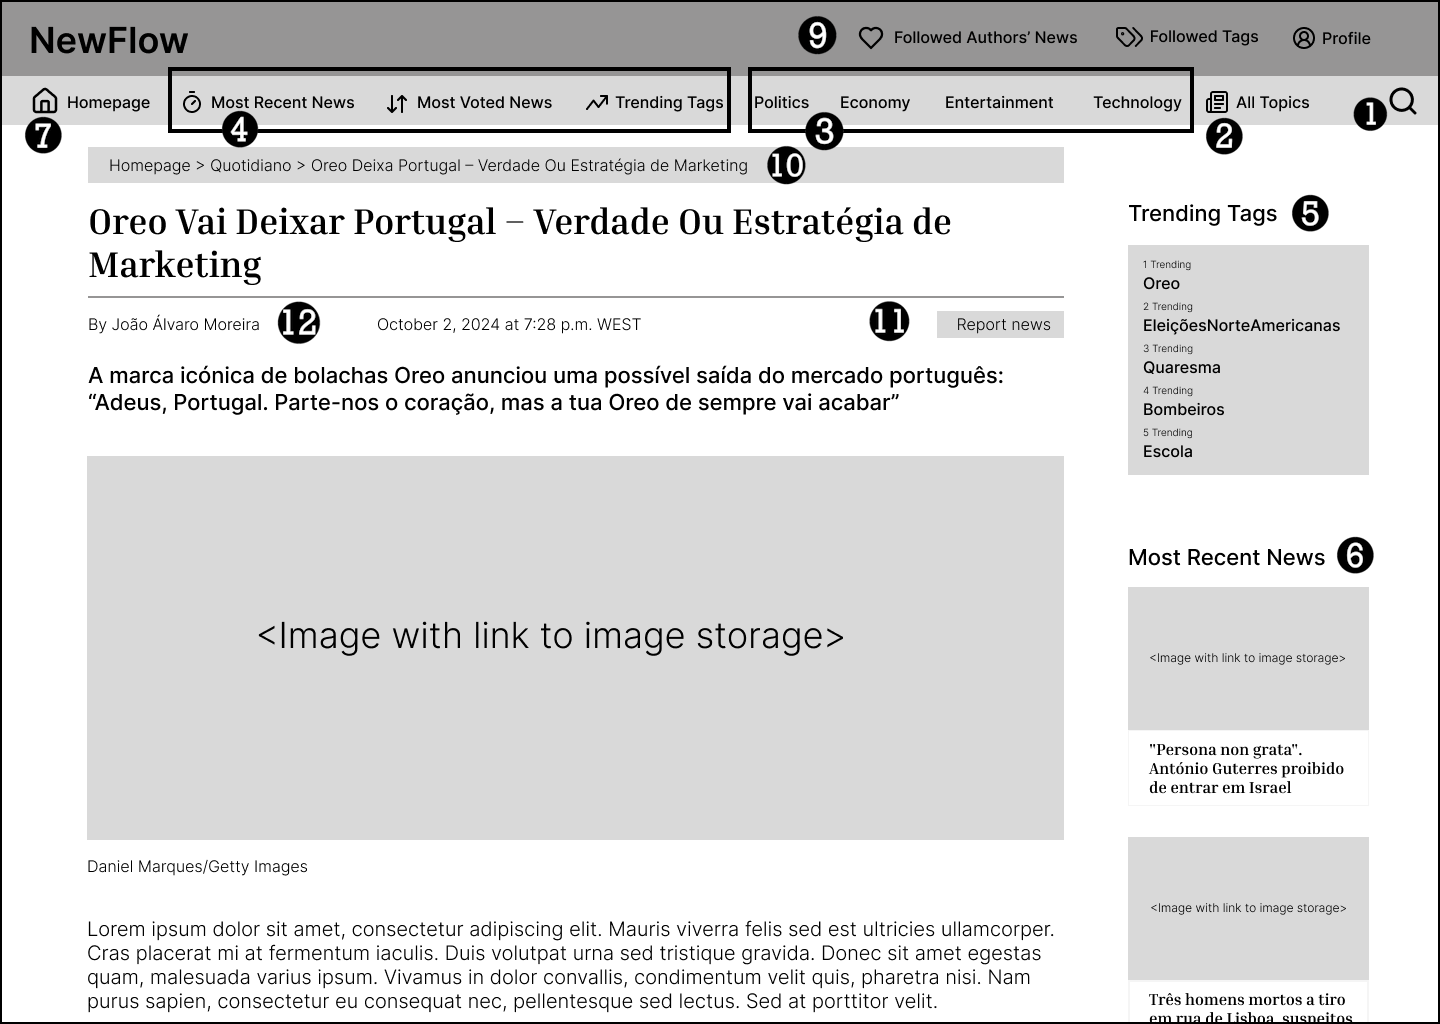 NewFlow
9 Followed Authors’ News Followed Tags Profile
Homepage Most Recent News Most Voted News Trending Tags Politics Economy Entertainment Technology All Topics 1
7 4 3 2
Homepage > Quotidiano > Oreo Deixa Portugal – Verdade Ou Estratégia de Marketing 10
Oreo Vai Deixar Portugal – Verdade Ou Estratégia de
Marketing
By João Álvaro Moreira 12 October 2, 2024 at 7:28 p.m. WEST 11 Report news
A marca icónica de bolachas Oreo anunciou uma possível saída do mercado português:
“Adeus, Portugal. Parte-nos o coração, mas a tua Oreo de sempre vai acabar”
<Image with link to image storage>
Daniel Marques/Getty Images
Lorem ipsum dolor sit amet, consectetur adipiscing elit. Mauris viverra felis sed est ultricies ullamcorper.
Cras placerat mi at fermentum iaculis. Duis volutpat urna sed tristique gravida. Donec sit amet egestas
quam, malesuada varius ipsum. Vivamus in dolor convallis, condimentum velit quis, pharetra nisi. Nam
purus sapien, consectetur eu consequat nec, pellentesque sed lectus. Sed at porttitor velit.
Trending Tags 5
1 Trending
Oreo
2 Trending
EleiçõesNorteAmericanas
3 Trending
Quaresma
4 Trending
Bombeiros
5 Trending
Escola
Most Recent News 6
<Image with link to image storage>
"Persona non grata".
António Guterres proibido
de entrar em Israel
<Image with link to image storage>
Três homens mortos a tiro
em rua de Lisboa, suspeitos